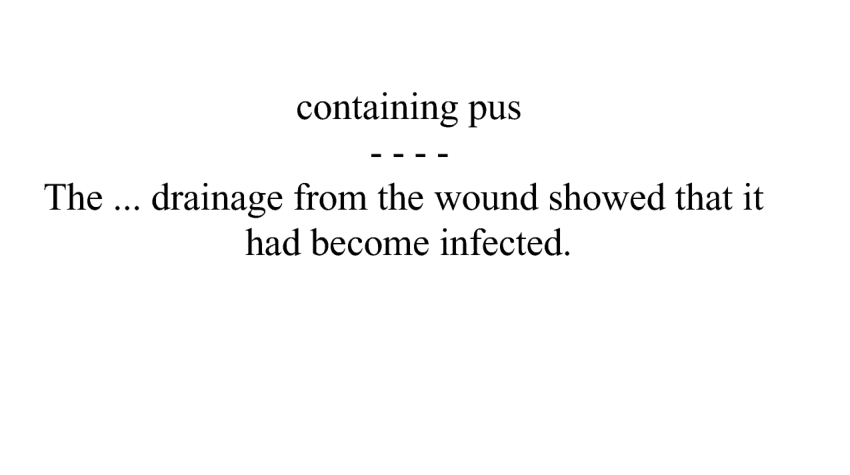 containing pus
- - - -
The ... drainage from the wound showed that it
had become infected.